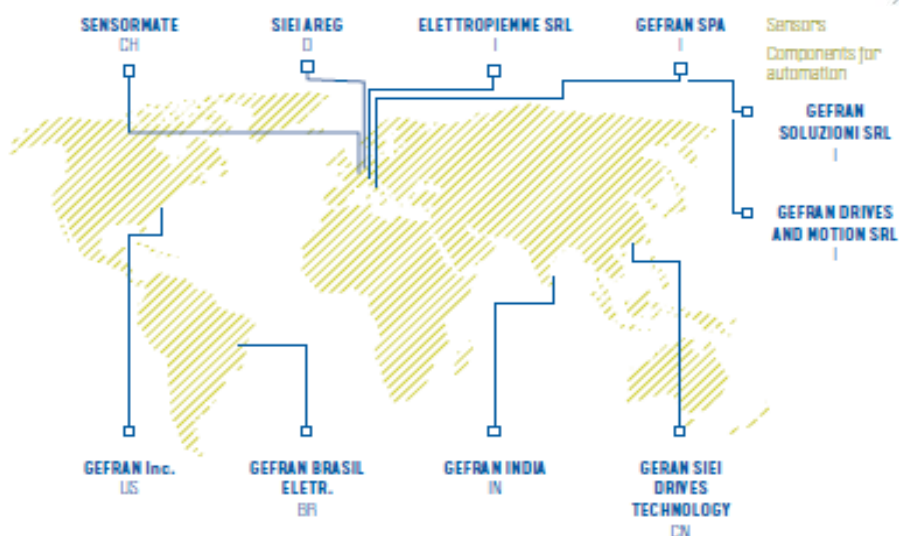 SENSORMATE
CH
SIEI AREG
D
ELETTROPIEMME SRL
I
GEFRAN SPA
I
Sensors
Components for
automation
GEFRAN
SOLUZIONI SRL
I
GEFRAN DRIVES
AND MOTION SRL
I
GEFRAN Inc.
US
GEFRAN BRASIL
ELETR.
BR
GEFRAN INDIA
IN
GERAN SIEI
DRIVES
TECHNOLOGY
CN